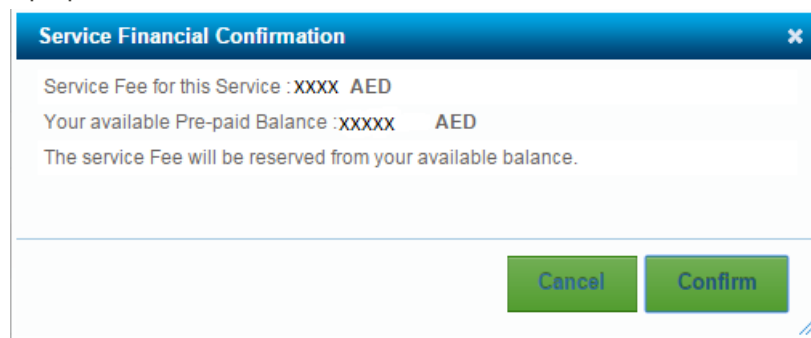 Service Financial Confirmation
Service Fee for this Service : XXXX AED
Your available Pre-paid Balance : XXXXX AED
The service Fee will be reserved from your available balance.
Cancel Confirm